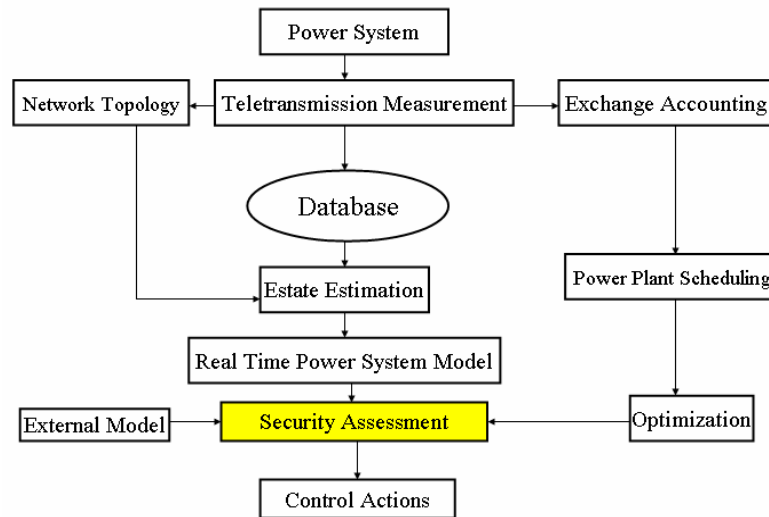 Power System
Network Topology
Teletransmission Measurement
Exchange Accounting
Database
Estate Estimation
Power Plant Scheduling
Real Time Power System Model
External Model
Security Assessment
Optimization
Control Actions